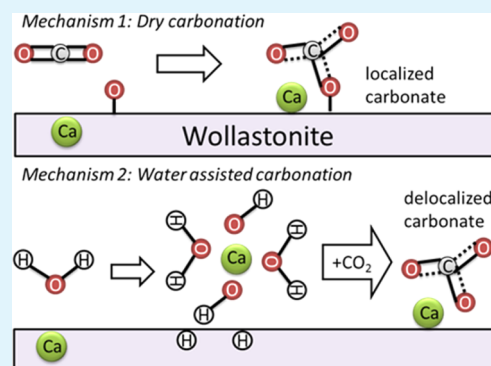 Mechanism 1: Dry carbonation
O C O
O
O C O
O
localized
carbonate
Ca
Ca
Wollastonite
Mechanism 2: Water assisted carbonation
H
H
O
H
O
H
O
Ca
O
H
H
O
H
H
H
+CO₂
delocalized
carbonate
O
C
O
O
Ca
H
H
Ca